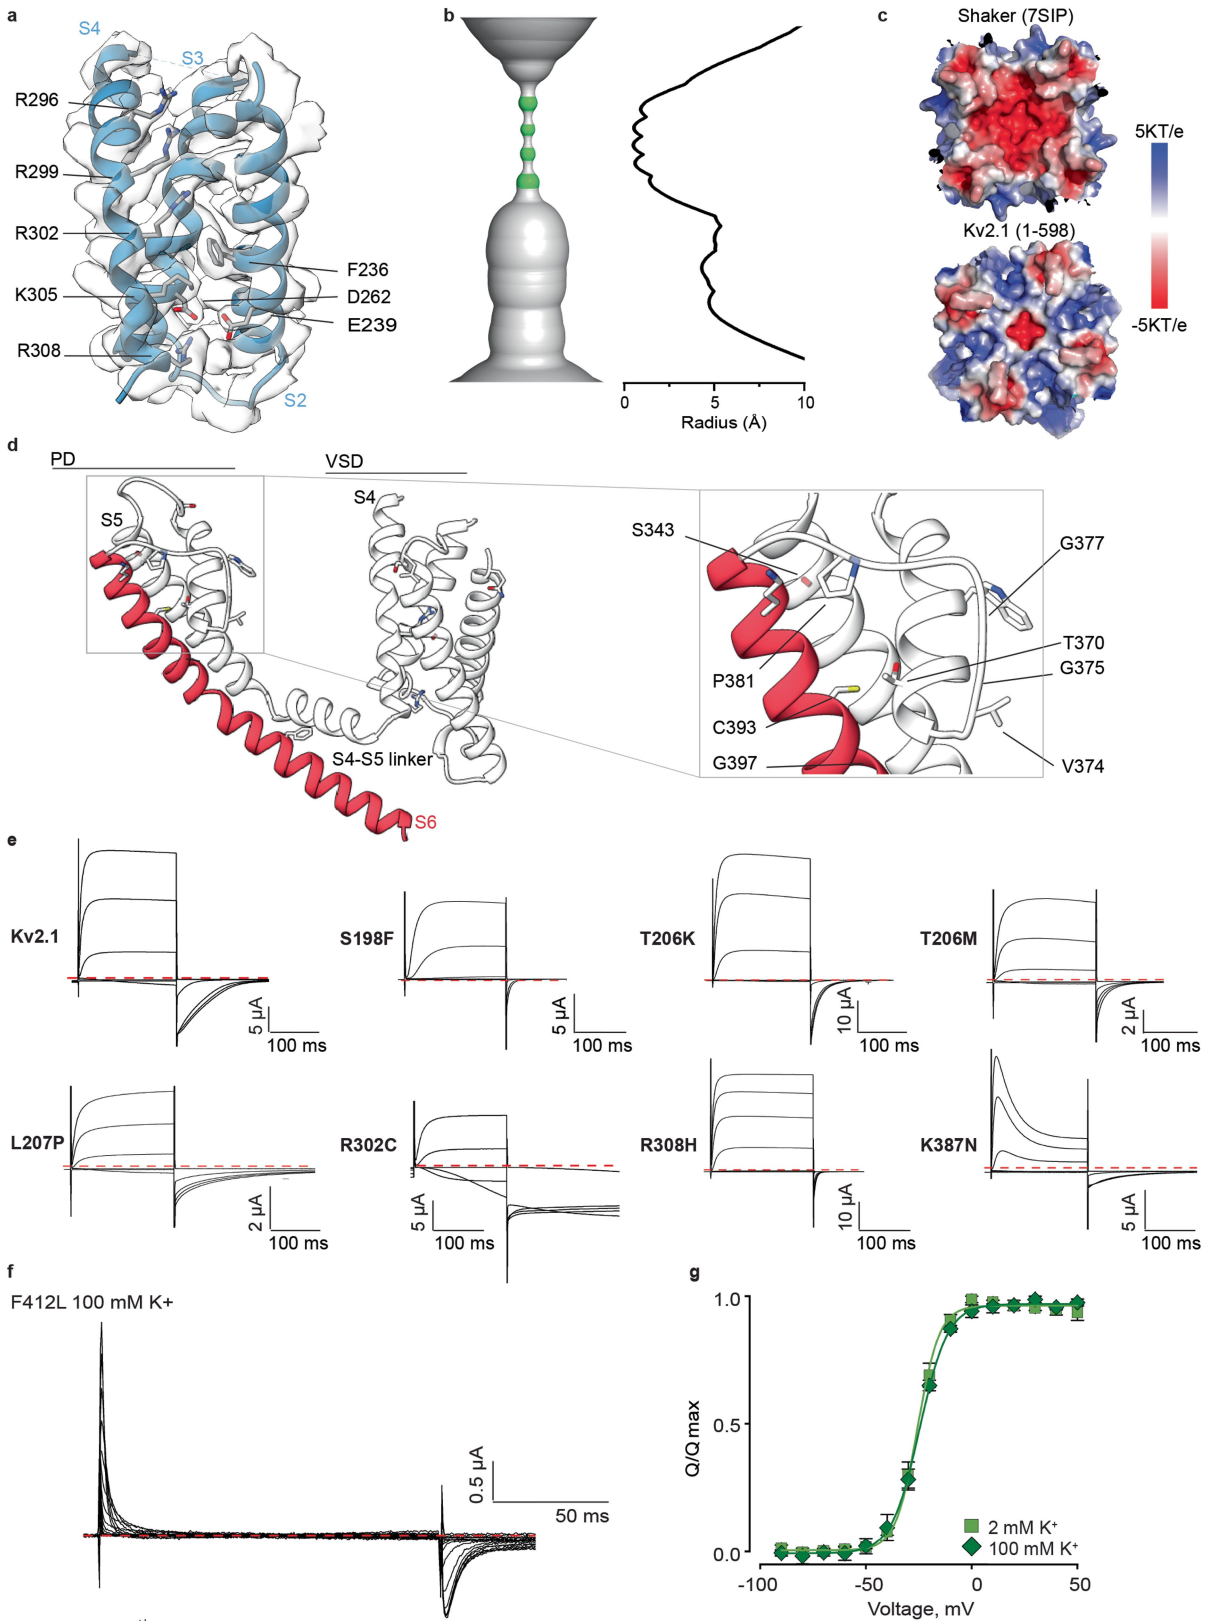 a
S4
S3
R296
R299
R302
K305
R308
F236
D262
E239
S2
b
0
5
10
Radius (Å)
c
Shaker (7SIP)
Kv2.1 (1-598)
5KT/e
-5KT/e
d
PD
VSD
S5
S4
S4-S5 linker
S6
S343
P381
C393
G397
G377
T370
G375
V374
e
Kv2.1
5 µA
100 ms
S198F
5 µA
100 ms
T206K
10 µA
100 ms
T206M
2 µA
100 ms
L207P
2 µA
100 ms
R302C
5 µA
100 ms
R308H
10 µA
100 ms
K387N
5 µA
100 ms
f
F412L 100 mM K+
0.5 µA
50 ms
g
1.0
0.5
0.0
Q/Q max
2 mM K⁺
100 mM K⁺
-100
-50
0
50
Voltage, mV